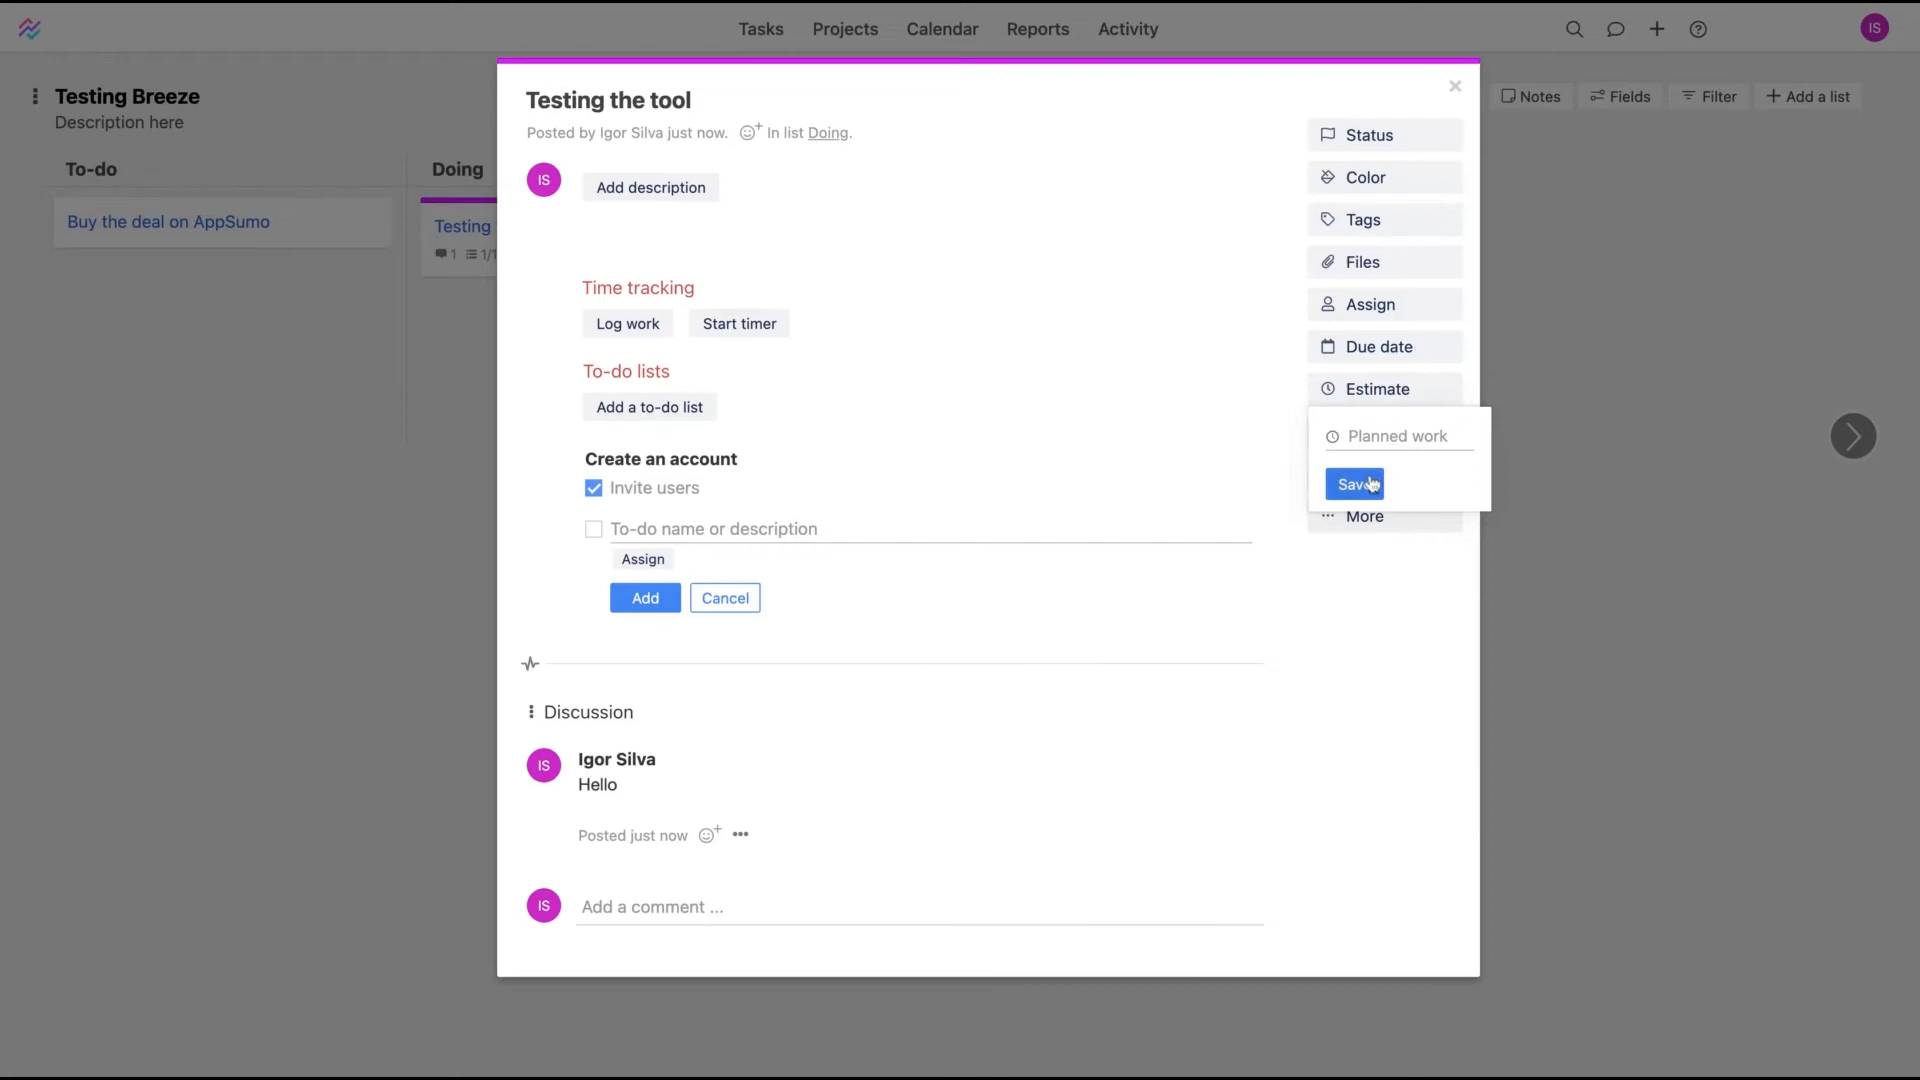 Tasks Projects Calendar Reports Activity
IS
Testing Breeze
Description here
Notes Fields Filter Add a list
To-do
Buy the deal on AppSumo
Doing
Testing
1 1/1
Testing the tool
Posted by Igor Silva just now. In list Doing.
IS
Add description
Time tracking
Log work Start timer
To-do lists
Add a to-do list
Create an account
Invite users
To-do name or description
Assign
Add Cancel
Discussion
IS
Igor Silva
Hello
Posted just now
IS
Add a comment ...
Status
Color
Tags
Files
Assign
Due date
Estimate
Planned work
Save
More